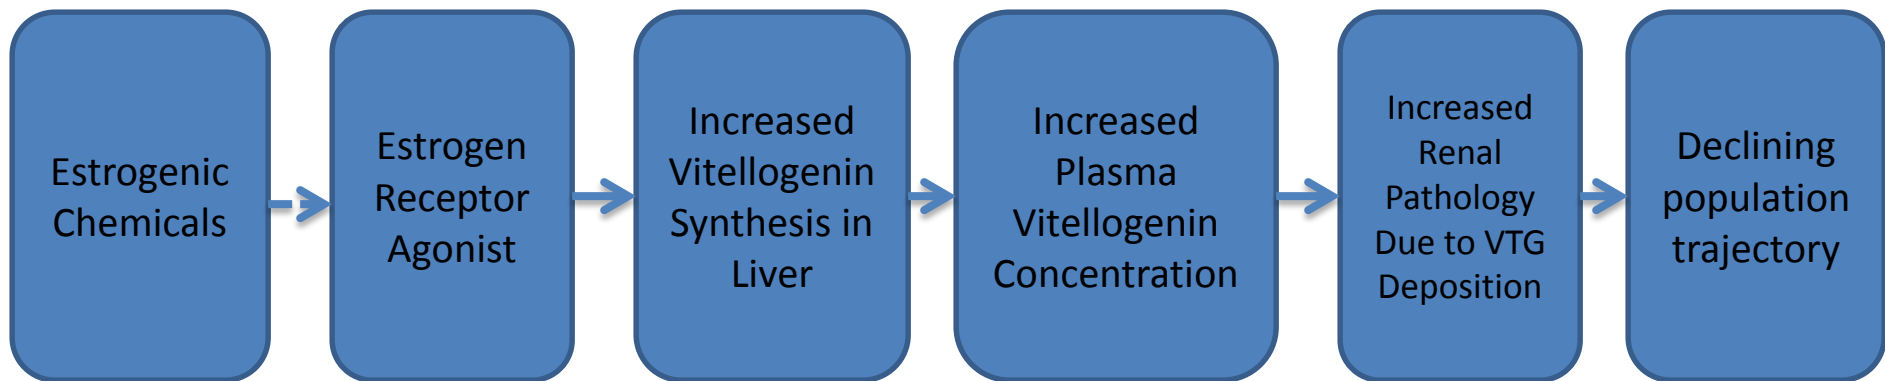 Estrogenic
Chemicals
Estrogen
Receptor
Agonist
Increased
Vitellogenin
Synthesis in
Liver
Increased
Plasma
Vitellogenin
Concentration
Increased
Renal
Pathology
Due to VTG
Deposition
Declining
population
trajectory